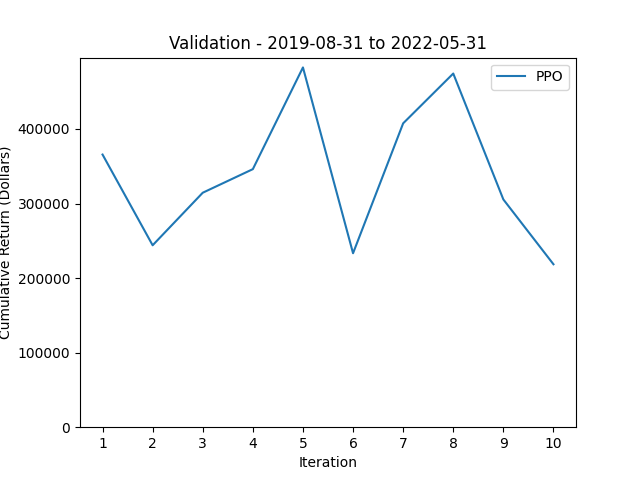 Validation - 2019-08-31 to 2022-05-31
PPO
Cumulative Return (Dollars)
400000
300000
200000
100000
0
1 2 3 4 5 6 7 8 9 10
Iteration